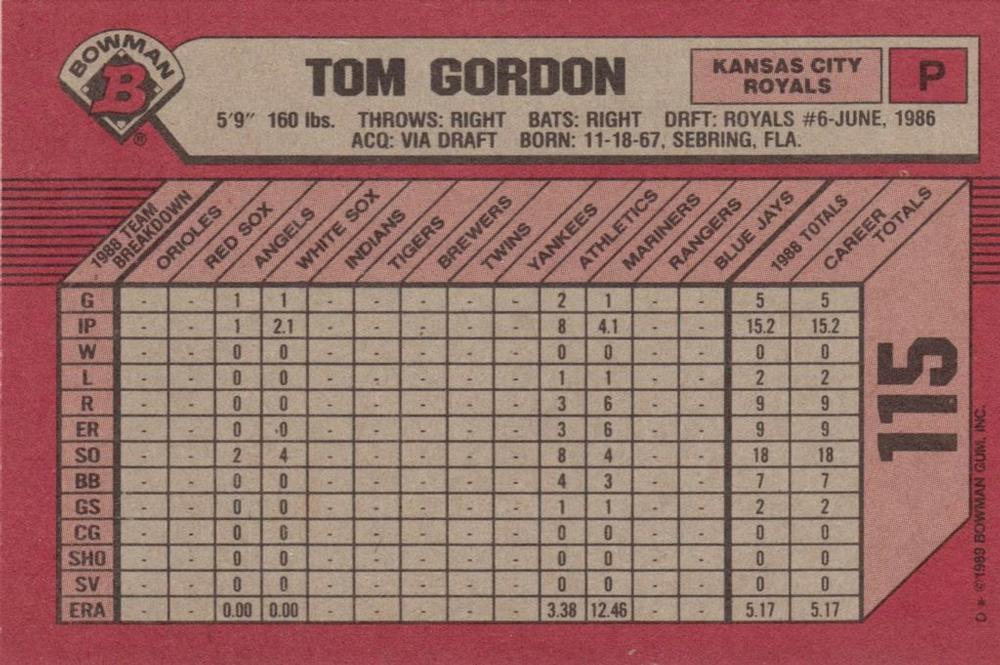 BOWMAN
B
®
TOM GORDON
KANSAS CITY
ROYALS
P
5'9" 160 lbs. THROWS: RIGHT BATS: RIGHT DRFT: ROYALS #6-JUNE, 1986
ACQ: VIA DRAFT BORN: 11-18-67, SEBRING, FLA.
1988 TEAM BREAKDOWN ORIOLES RED SOX ANGELS WHITE SOX INDIANS TIGERS BREWERS TWINS YANKEES ATHLETICS MARINERS RANGERS BLUE JAYS 1988 TOTALS CAREER TOTALS
G - - 1 1 - - - - - 2 1 - - 5 5
IP - - 1 2.1 - - - - - 8 4.1 - - 15.2 15.2
W - - 0 0 - - - - - 0 0 - - 0 0
L - - 0 0 - - - - - 1 1 - - 2 2
R - - 0 0 - - - - - 3 6 - - 9 9
ER - - 0 0 - - - - - 3 6 - - 9 9
SO - - 2 4 - - - - - 8 4 - - 18 18
BB - - 0 0 - - - - - 4 3 - - 7 7
GS - - 0 0 - - - - - 1 1 - - 2 2
CG - - 0 0 - - - - - 0 0 - - 0 0
SHO - - 0 0 - - - - - 0 0 - - 0 0
SV - - 0 0 - - - - - 0 0 - - 0 0
ERA - - 0.00 0.00 - - - - - 3.38 12.46 - - 5.17 5.17
115
D * ©1989 BOWMAN GUM, INC.